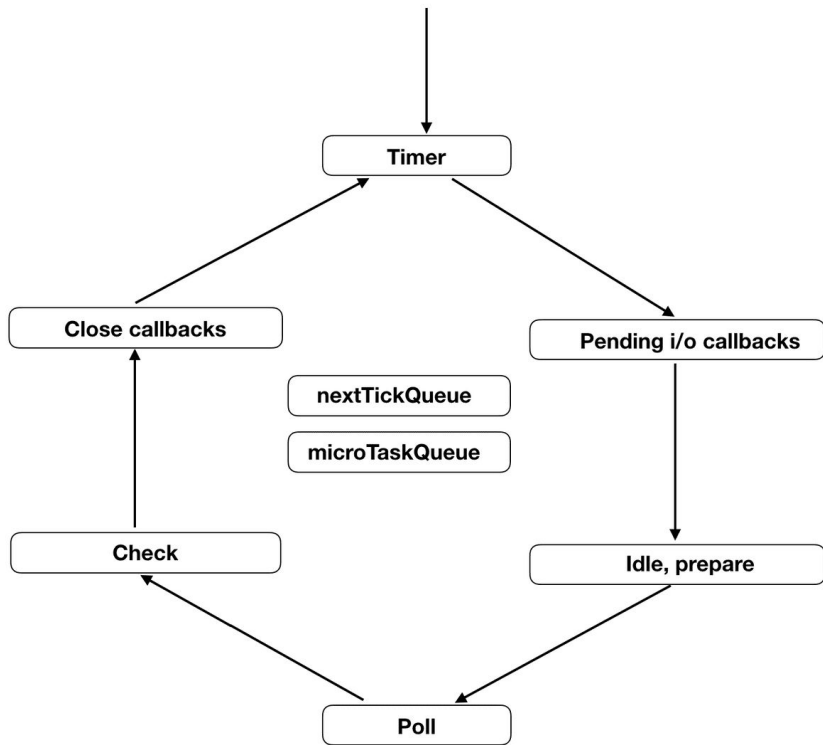 Timer
Close callbacks
Pending i/o callbacks
nextTickQueue
microTaskQueue
Check
Idle, prepare
Poll